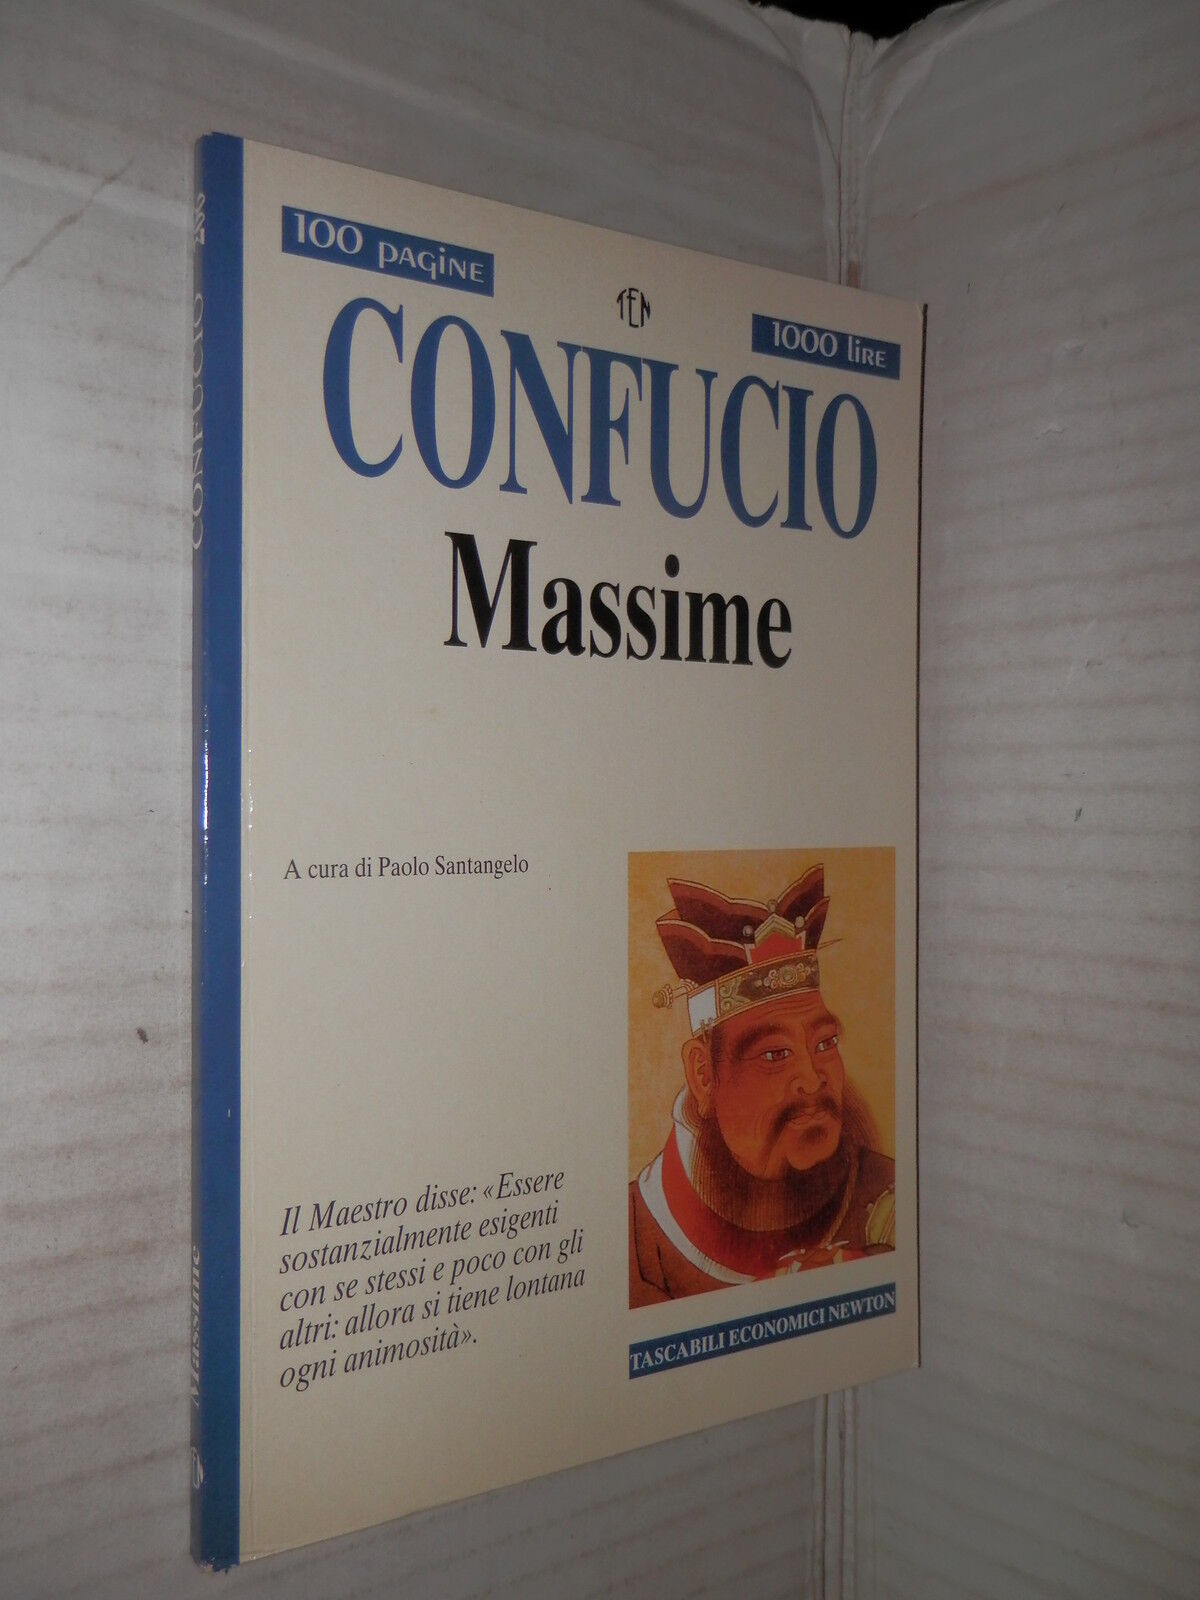 100 pagine
TEN
1000 lire
CONFUCIO
Massime
A cura di Paolo Santangelo
Il Maestro disse: «Essere
sostanzialmente esigenti
con se stessi e poco con gli
altri: allora si tiene lontana
ogni animosità».
TASCABILI ECONOMICI NEWTON
Massime CONFUCIO